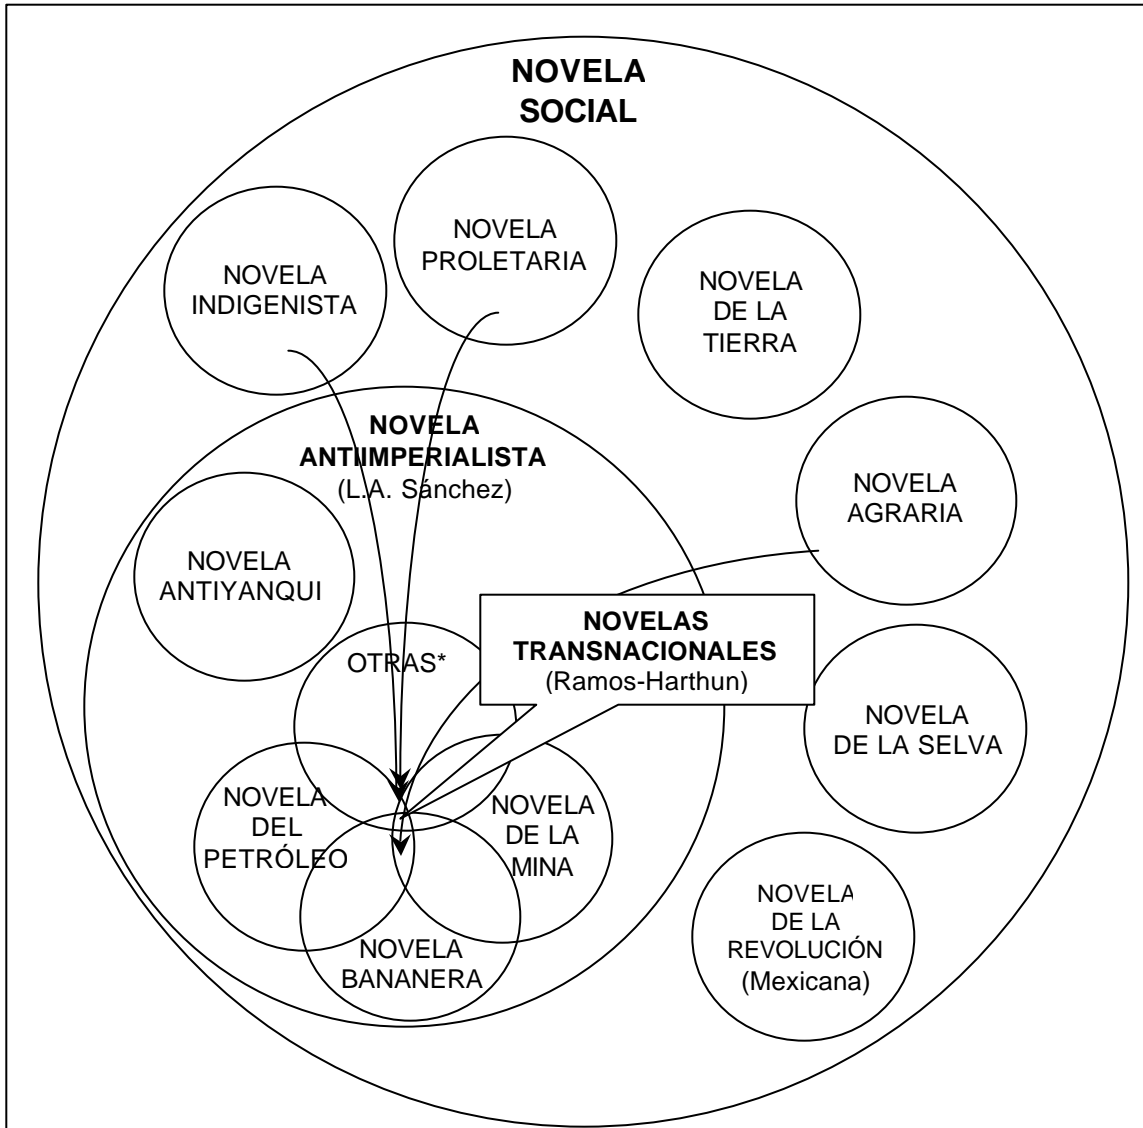 NOVELA
SOCIAL
NOVELA
PROLETARIA
NOVELA
INDIGENISTA
NOVELA
DE LA
TIERRA
NOVELA
ANTIIMPERIALISTA
(L.A. Sánchez)
NOVELA
AGRARIA
NOVELA
ANTIYANQUI
NOVELAS
TRANSNACIONALES
(Ramos-Harthun)
OTRAS*
NOVELA
DE LA SELVA
NOVELA
DEL
PETRÓLEO
NOVELA
DE LA
MINA
NOVELA
BANANERA
NOVELA
DE LA
REVOLUCIÓN
(Mexicana)